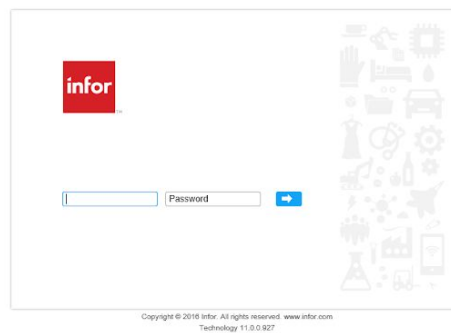 infor
Password
Copyright © 2016 Infor. All rights reserved. www.infor.com
Technology 11.0.0.927